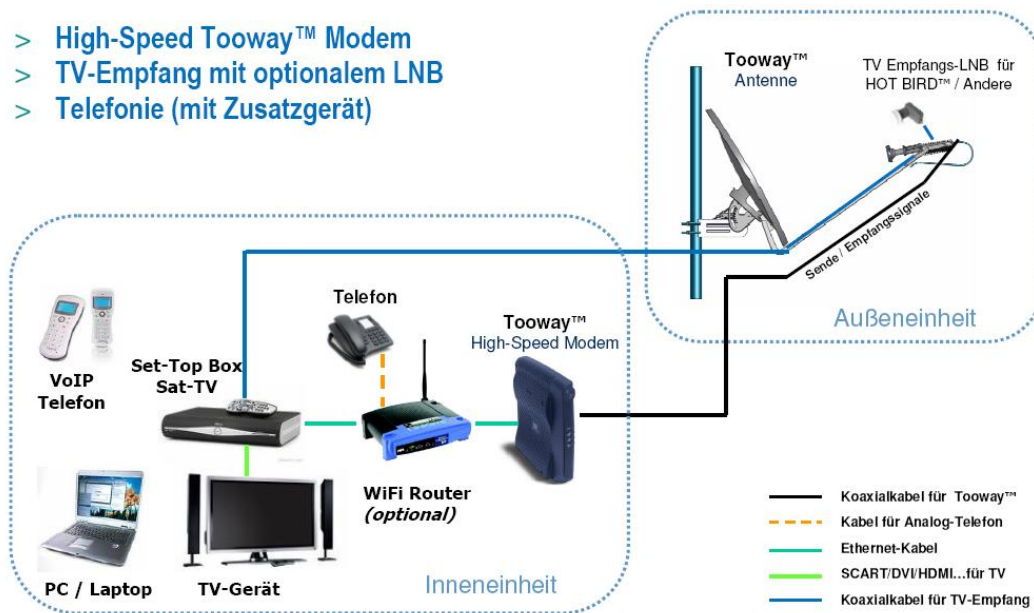 > High-Speed Tooway™ Modem
> TV-Empfang mit optionalem LNB
> Telefonie (mit Zusatzgerät)
Tooway™
Antenne
TV Empfangs-LNB für
HOT BIRD™ / Andere
Sende / Empfangssignale
Außeneinheit
Telefon
Tooway™
High-Speed Modem
VoIP
Telefon
Set-Top Box
Sat-TV
WiFi Router
(optional)
PC / Laptop
TV-Gerät
Inneneinheit
Koaxialkabel für Tooway™
Kabel für Analog-Telefon
Ethernet-Kabel
SCART/DVI/HDMI...für TV
Koaxialkabel für TV-Empfang